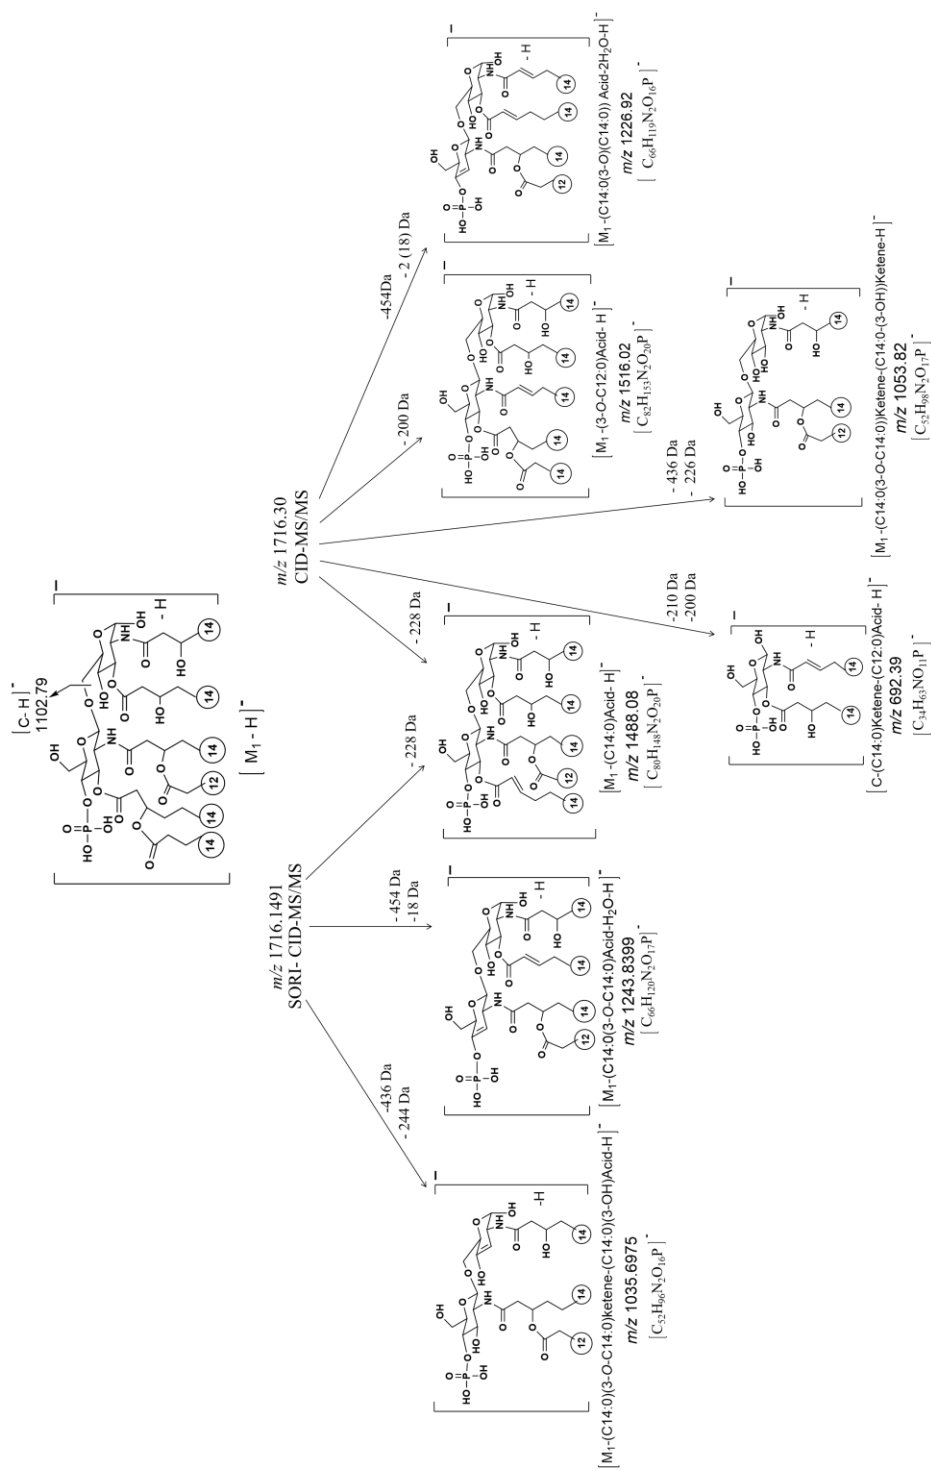 [C- H]-
1102.79
[ M1 - H ]-
m/z 1716.1491
SORI- CID-MS/MS
m/z 1716.30
CID-MS/MS
-436 Da
- 244 Da
- 454 Da
-18 Da
- 228 Da
- 228 Da
- 200 Da
-454Da
- 2 (18) Da
-210 Da
-200 Da
- 436 Da
- 226 Da
[M1-(C14:0)(3-O-C14:0)ketene-(C14:0)(3-OH)Acid-H]-
m/z 1035.6975
[C52H96N2O16P]
[M1-(C14:0(3-O-C14:0)Acid-H2O-H]-
m/z 1243.8399
[C66H120N2O17P]
[M1-(C14:0)Acid- H]-
m/z 1488.08
[C80H148N2O20P]
[M1-(3-O-C12:0)Acid- H]-
m/z 1516.02
[C82H153N2O20P]
[M1-(C14:0(3-O)(C14:0)) Acid-2H2O-H]-
m/z 1226.92
[ C66H119N2O16P ]
[C-(C14:0)Ketene-(C12:0)Acid- H]-
m/z 692.39
[C34H63NO11P]
[M1-(C14:0(3-O-C14:0))Ketene-(C14:0-(3-OH))Ketene-H]-
m/z 1053.82
[C52H98N2O17P]